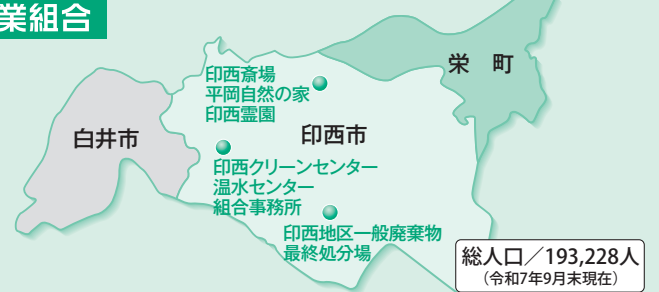 業組合
栄 町
印西斎場
平岡自然の家
印西霊園
印西市
白井市
印西クリーンセンター
温水センター
組合事務所
印西地区一般廃棄物
最終処分場
総人口／193,228人
（令和7年9月末現在）